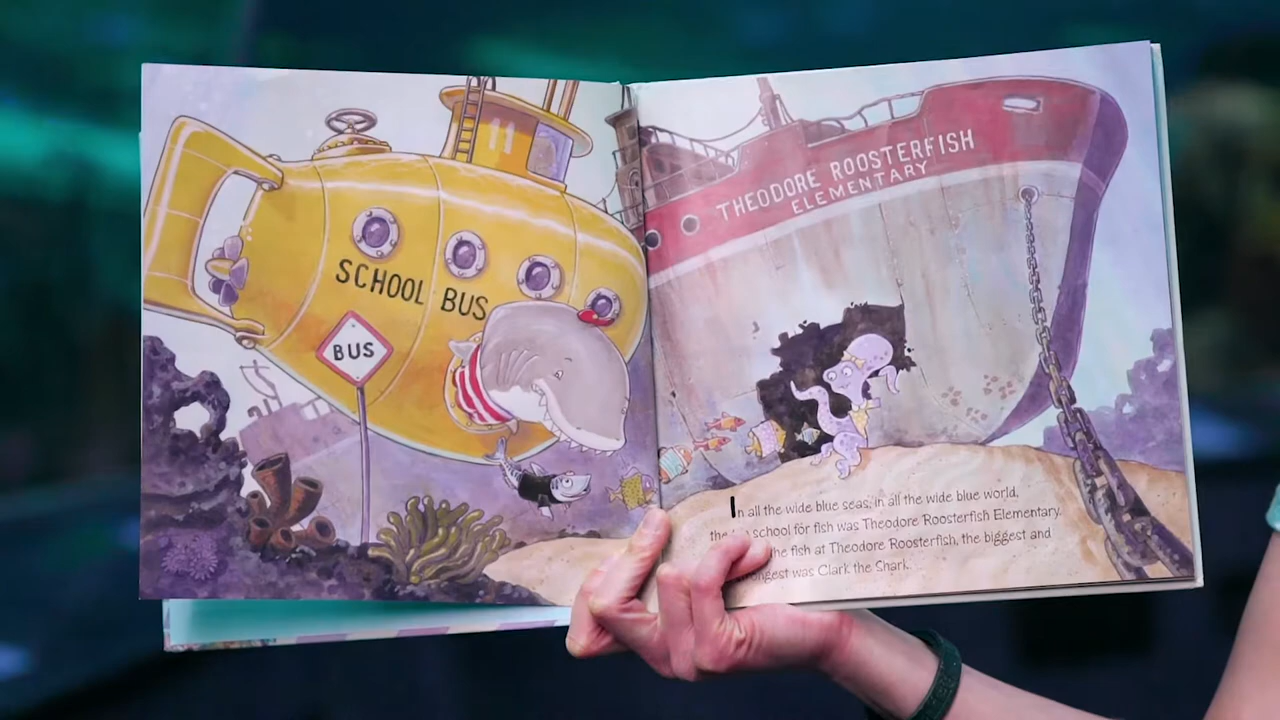 SCHOOL BUS
BUS
THEODORE ROOSTERFISH
ELEMENTARY
In all the wide blue seas, in all the wide blue world,
the school for fish was Theodore Roosterfish Elementary.
the fish at Theodore Roosterfish, the biggest and
was Clark the Shark.